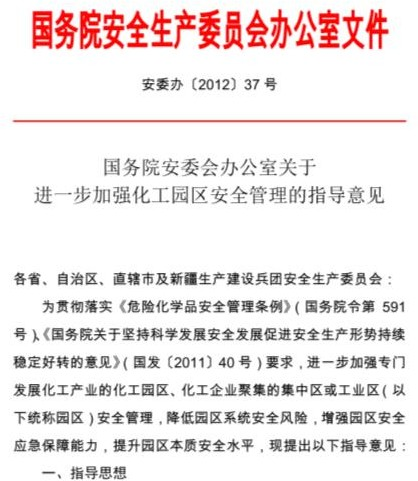 国务院安全生产委员会办公室文件
安委办〔2012〕37 号
国务院安委会办公室关于
进一步加强化工园区安全管理的指导意见
各省、自治区、直辖市及新疆生产建设兵团安全生产委员会：
为贯彻落实《危险化学品安全管理条例》（国务院令第 591
号）、《国务院关于坚持科学发展安全发展促进安全生产形势持续
稳定好转的意见》（国发〔2011〕40 号）要求，进一步加强专门
发展化工产业的化工园区、化工企业聚集的集中区或工业区（以
下统称园区）安全管理，降低园区系统安全风险，增强园区安全
应急保障能力，提升园区本质安全水平，现提出以下指导意见：
一、指导思想